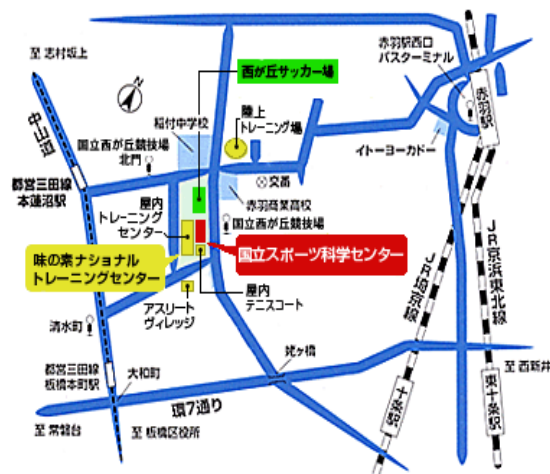 至 志村坂上
中山道
N
西が丘サッカー場
赤羽駅西口
バスターミナル
赤羽駅
稲付中学校
陸上
トレーニング場
国立西が丘競技場
北門
イトーヨーカドー
都営三田線
本蓮沼駅
交番
屋内
トレーニング
センター
赤羽商業高校
国立西が丘競技場
味の素ナショナル
トレーニングセンター
国立スポーツ科学センター
JR埼京線
JR京浜東北線
アスリート
ヴィレッジ
屋内
テニスコート
清水町
姥ヶ橋
都営三田線
板橋本町駅
大和町
至 西新井
環7通り
十条駅
東十条駅
至 常盤台
至 板橋区役所